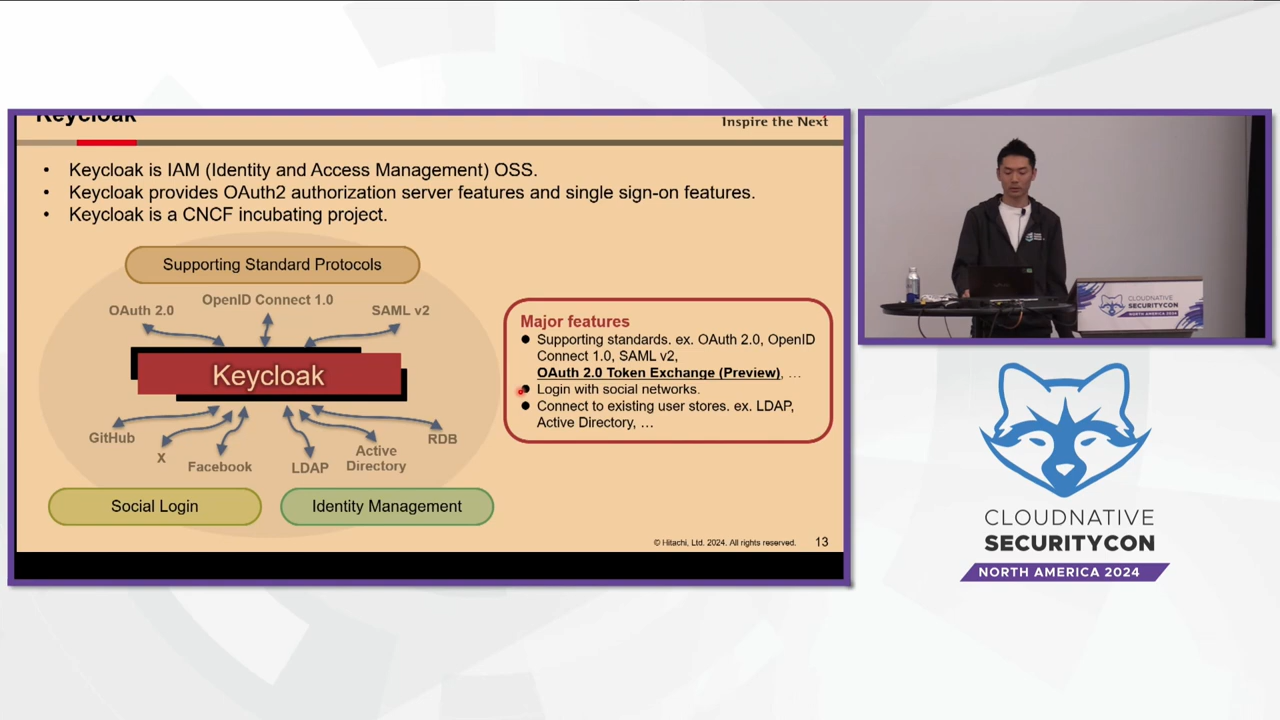 Keycloak
Inspire the Next
• Keycloak is IAM (Identity and Access Management) OSS.
• Keycloak provides OAuth2 authorization server features and single sign-on features.
• Keycloak is a CNCF incubating project.
Supporting Standard Protocols
OAuth 2.0
OpenID Connect 1.0
SAML v2
Keycloak
GitHub
X
Facebook
LDAP
Active
Directory
RDB
Social Login
Identity Management
Major features
● Supporting standards. ex. OAuth 2.0, OpenID
Connect 1.0, SAML v2,
OAuth 2.0 Token Exchange (Preview), …
● Login with social networks.
● Connect to existing user stores. ex. LDAP,
Active Directory, …
© Hitachi, Ltd. 2024. All rights reserved.
13
CLOUDNATIVE
SECURITYCON
NORTH AMERICA 2024
CLOUDNATIVE
SECURITYCON
NORTH AMERICA 2024